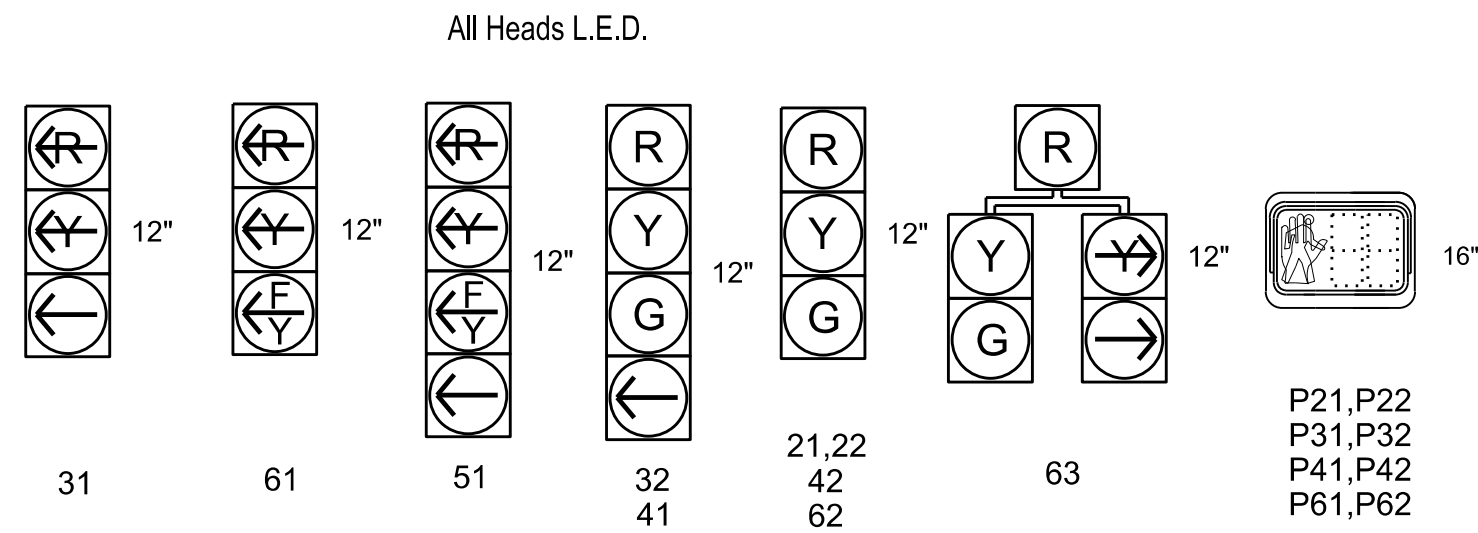 All Heads L.E.D.
R
Y
12"
31
R
Y
F
Y
12"
61
R
Y
F
Y
12"
51
R
Y
G
12"
32
41
R
Y
G
12"
21,22
42
62
R
Y
Y
G
12"
63
16"
P21,P22
P31,P32
P41,P42
P61,P62